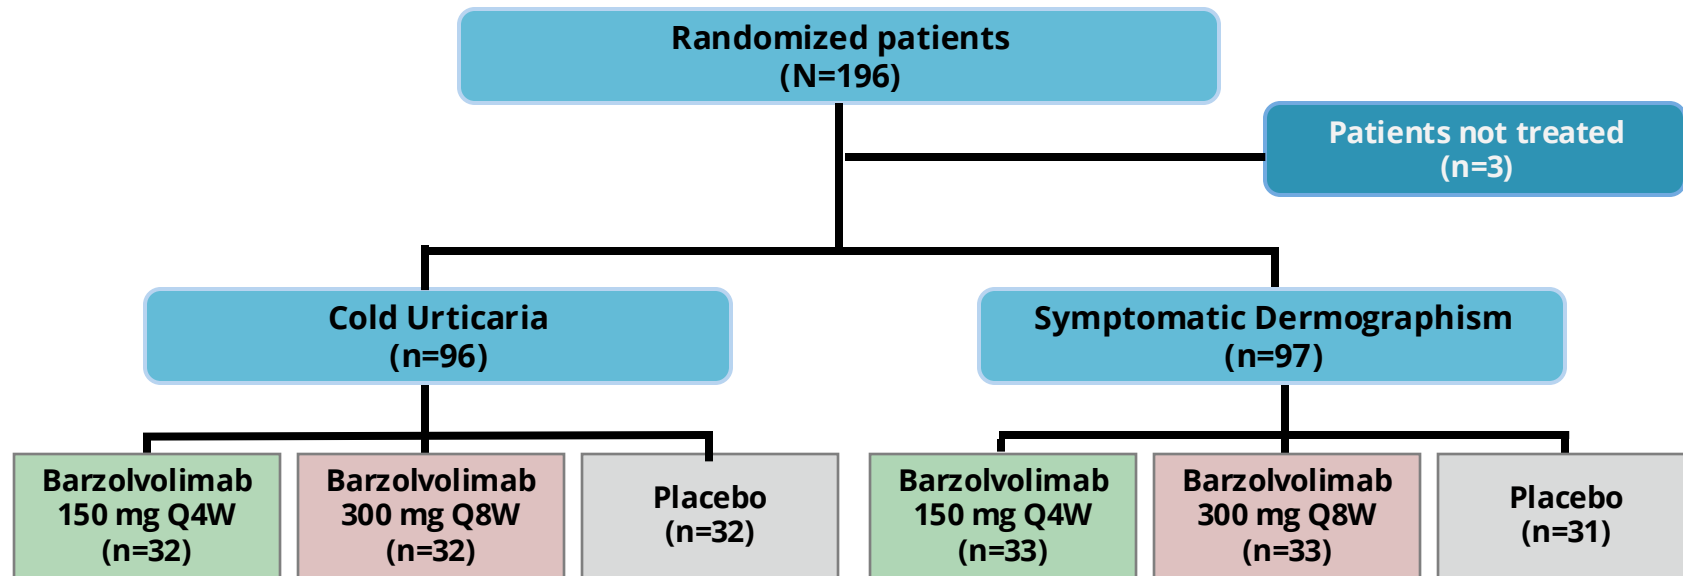 Randomized patients
(N=196)
Patients not treated
(n=3)
Cold Urticaria
(n=96)
Symptomatic Dermographism
(n=97)
Barzolvolimab
150 mg Q4W
(n=32)
Barzolvolimab
300 mg Q8W
(n=32)
Placebo
(n=32)
Barzolvolimab
150 mg Q4W
(n=33)
Barzolvolimab
300 mg Q8W
(n=33)
Placebo
(n=31)